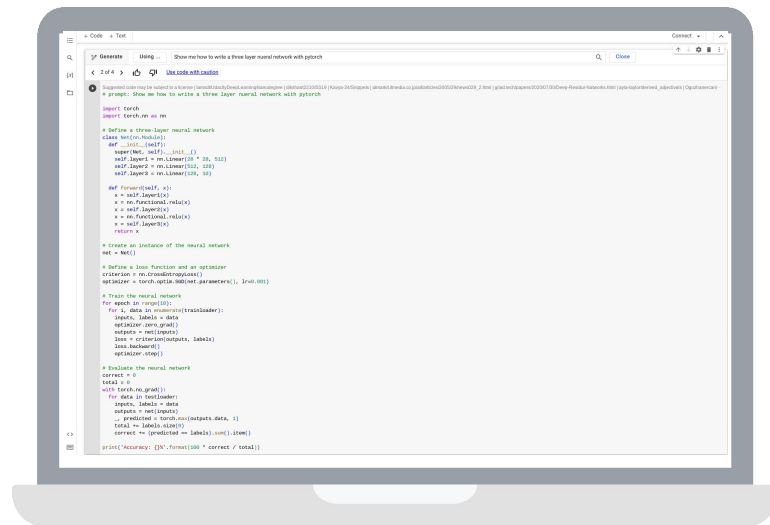 + Code + Text
Connect
Generate Using ... Show me how to write a three layer nueral network with pytorch Close
2 of 4 Use code with caution
Suggested code may be subject to a license |
# prompt: Show me how to write a three layer nueral network with pytorch
import torch
import torch.nn as nn
# Define a three-layer neural network
class Net(nn.Module):
def __init__(self):
super(Net, self).__init__()
self.layer1 = nn.Linear(28 * 28, 512)
self.layer2 = nn.Linear(512, 128)
self.layer3 = nn.Linear(128, 10)
def forward(self, x):
x = self.layer1(x)
x = nn.functional.relu(x)
x = self.layer2(x)
x = nn.functional.relu(x)
x = self.layer3(x)
return x
# Create an instance of the neural network
net = Net()
# Define a loss function and an optimizer
criterion = nn.CrossEntropyLoss()
optimizer = torch.optim.SGD(net.parameters(), lr=0.001)
# Train the neural network
for epoch in range(10):
for i, data in enumerate(trainloader):
inputs, labels = data
optimizer.zero_grad()
outputs = net(inputs)
loss = criterion(outputs, labels)
loss.backward()
optimizer.step()
# Evaluate the neural network
correct = 0
total = 0
with torch.no_grad():
for data in testloader:
inputs, labels = data
outputs = net(inputs)
_, predicted = torch.max(outputs.data, 1)
total += labels.size(0)
correct += (predicted == labels).sum().item()
print('Accuracy: {}%'.format(100 * correct / total))